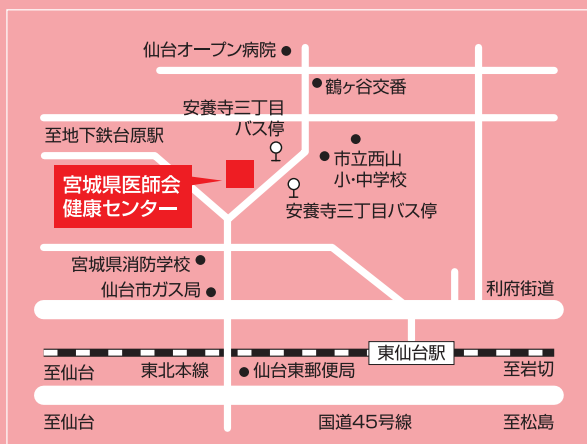 仙台オープン病院
鶴ヶ谷交番
安養寺三丁目
バス停
至地下鉄台原駅
市立西山
小・中学校
宮城県医師会
健康センター
安養寺三丁目バス停
宮城県消防学校
仙台市ガス局
利府街道
東仙台駅
至仙台
東北本線
仙台東郵便局
至岩切
至仙台
国道45号線
至松島